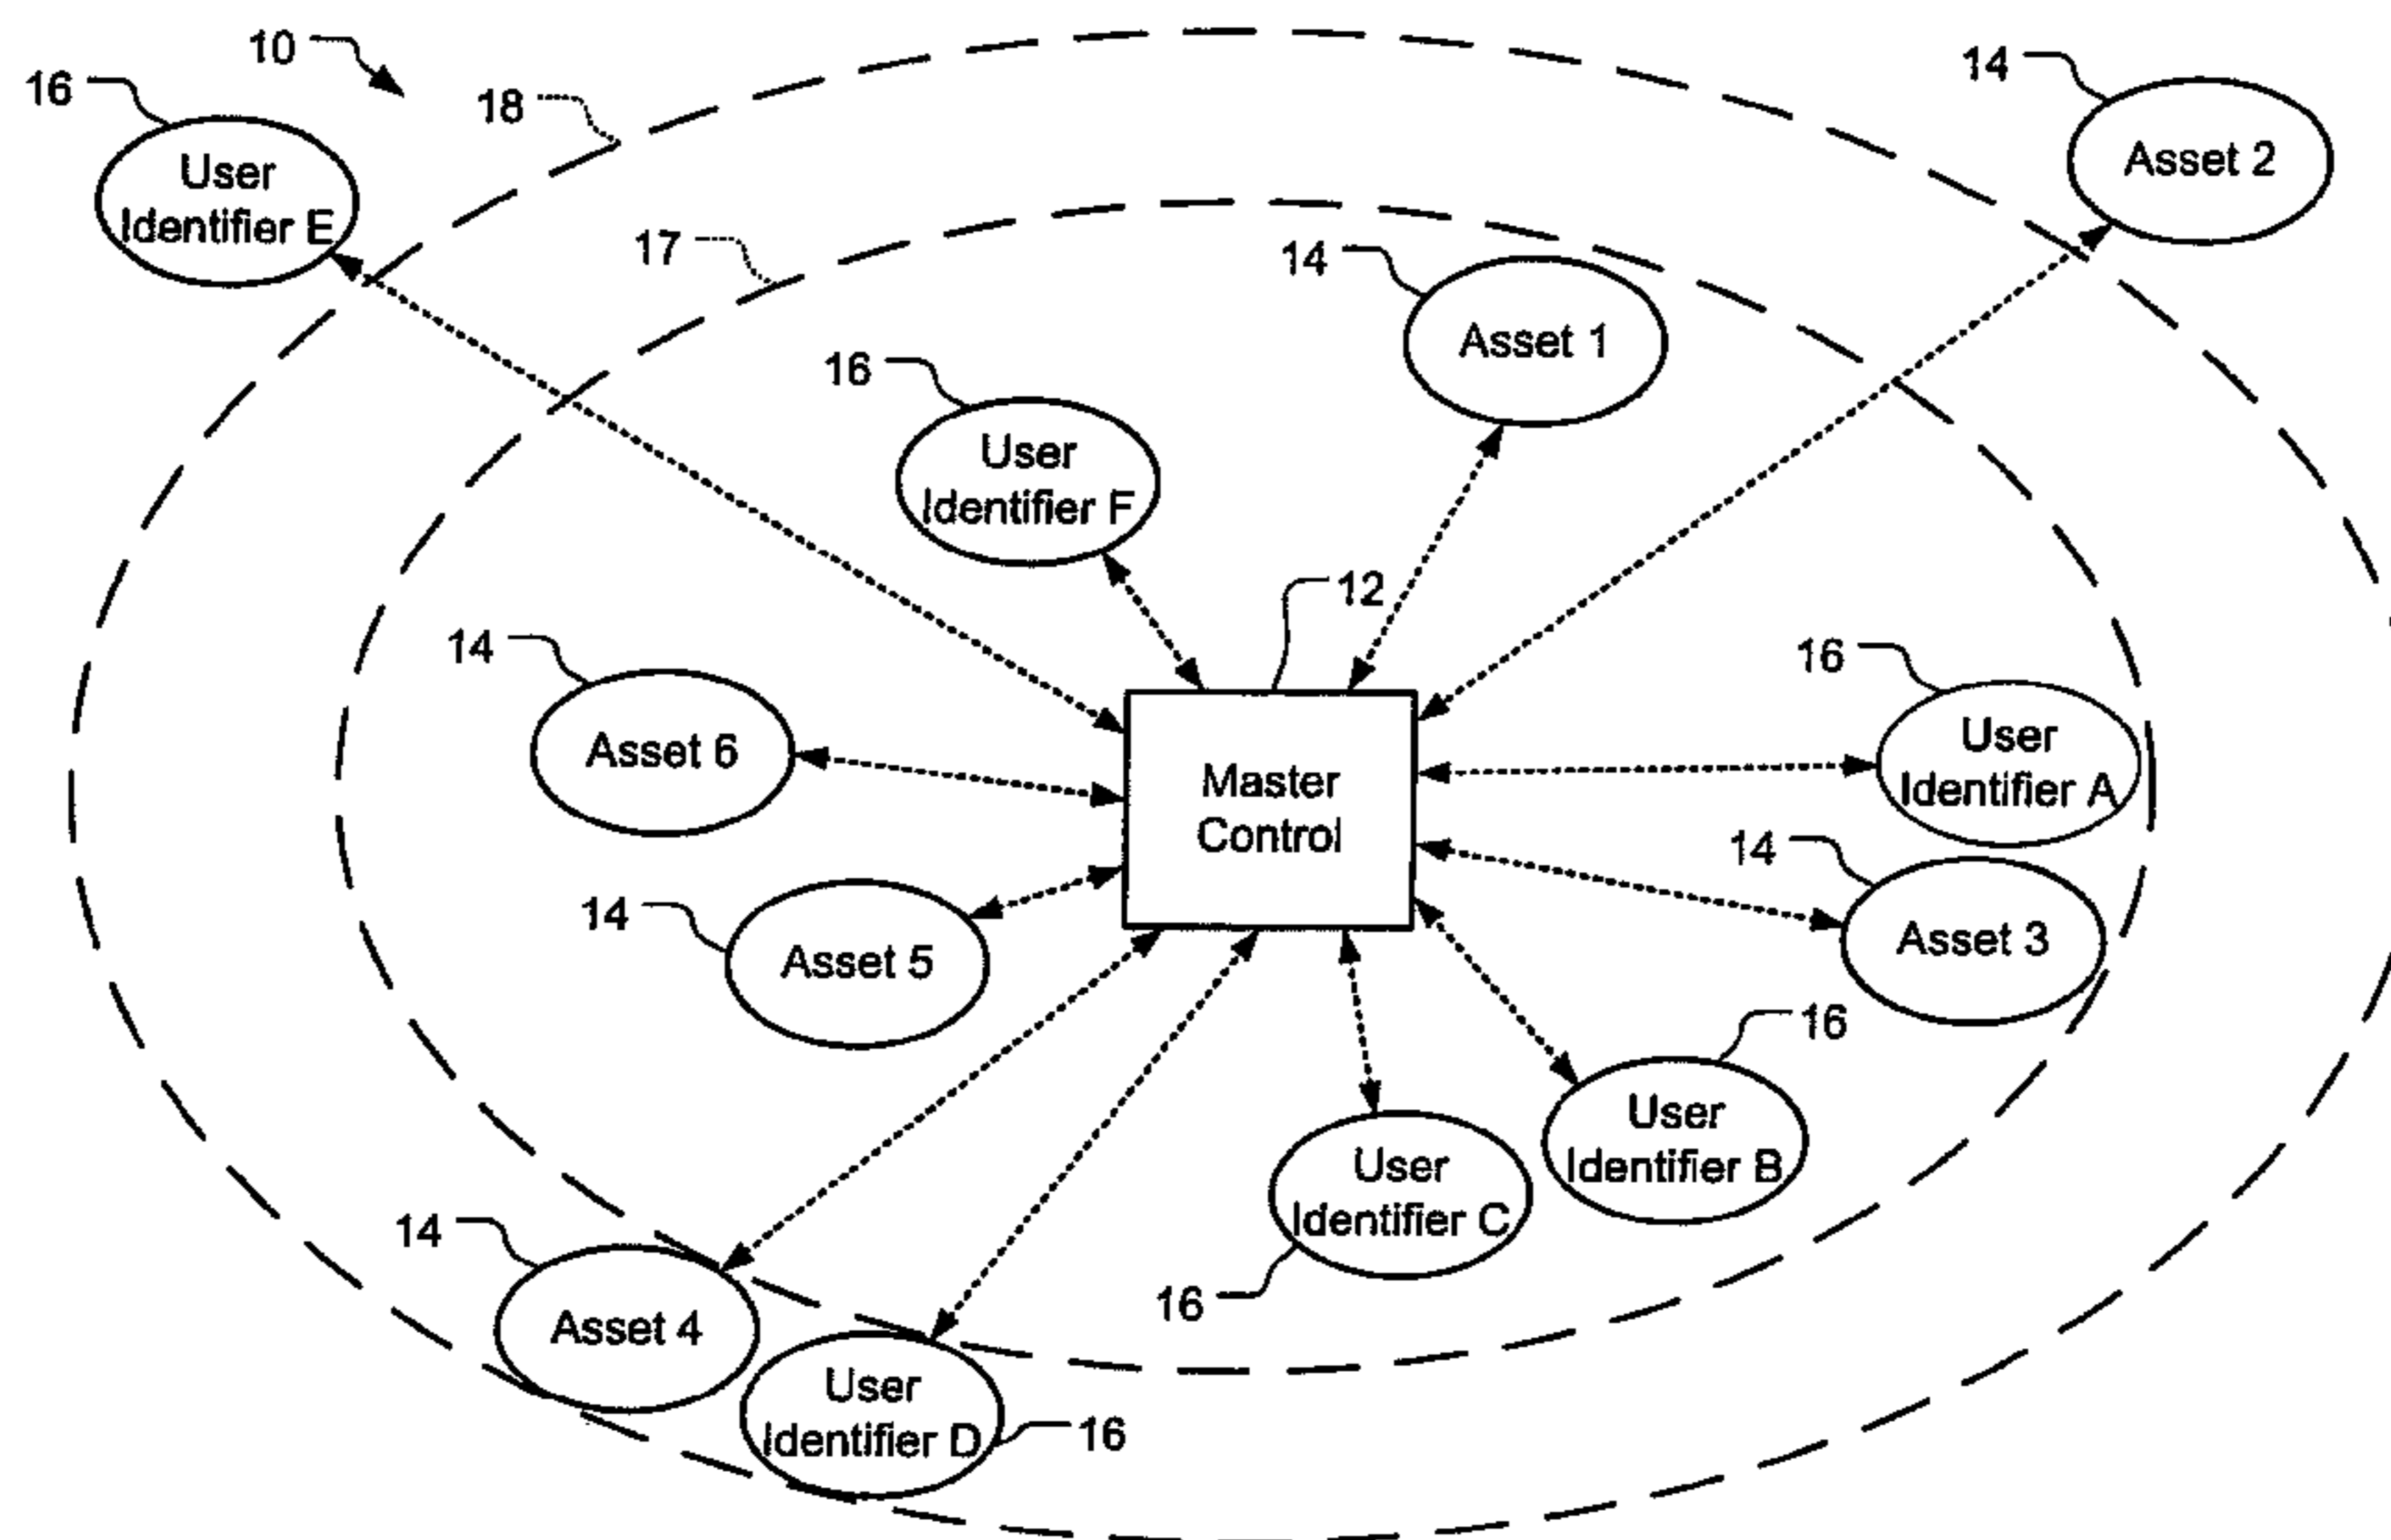 10
16
18
14
User
Identifier E
Asset 2
17
14
Asset 1
16
User
Identifier F
12
14
Asset 6
16
User
Identifier A
Master
Control
14
Asset 3
14
Asset 5
16
User
Identifier B
User
Identifier C
16
14
Asset 4
User
Identifier D
16